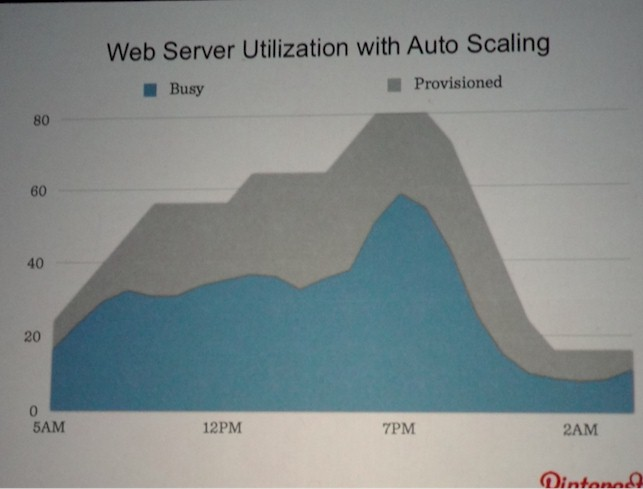 Web Server Utilization with Auto Scaling
Busy
Provisioned
80
60
40
20
0
5AM 12PM 7PM 2AM